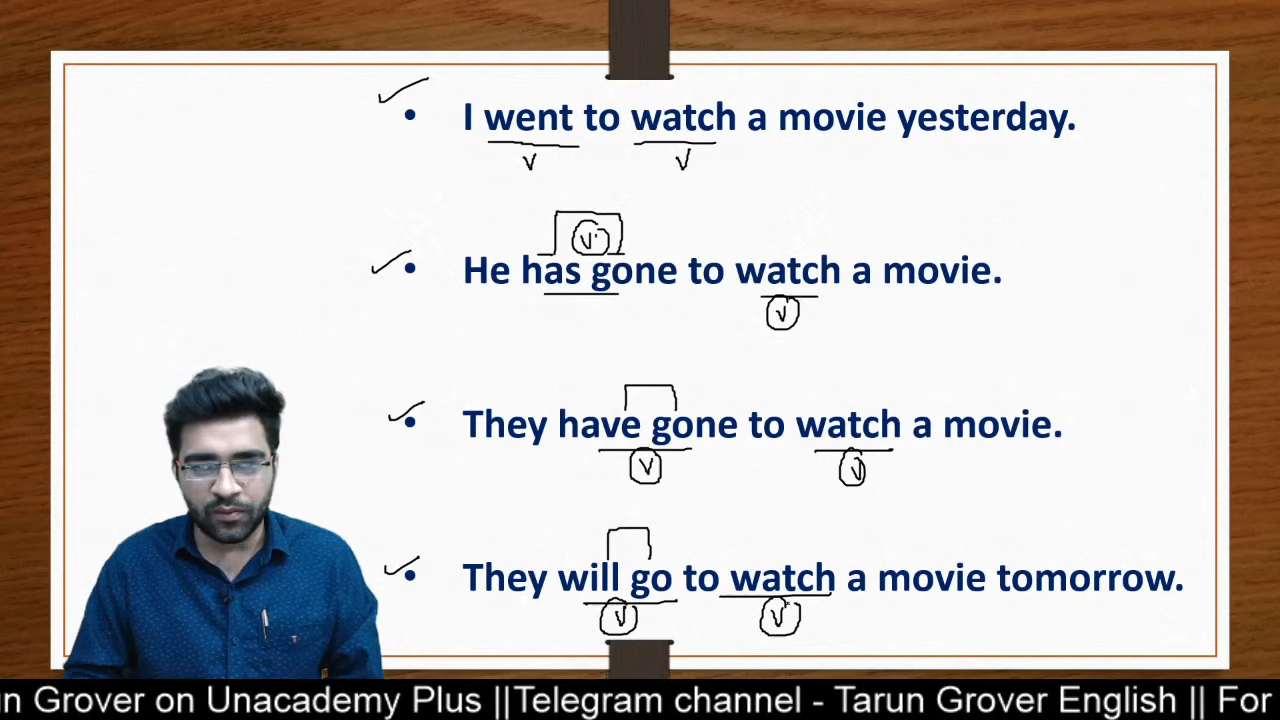 • I went to watch a movie yesterday.
V V
V
• He has gone to watch a movie.
V
• They have gone to watch a movie.
V V
• They will go to watch a movie tomorrow.
V V
un Grover on Unacademy Plus ||Telegram channel - Tarun Grover English || For